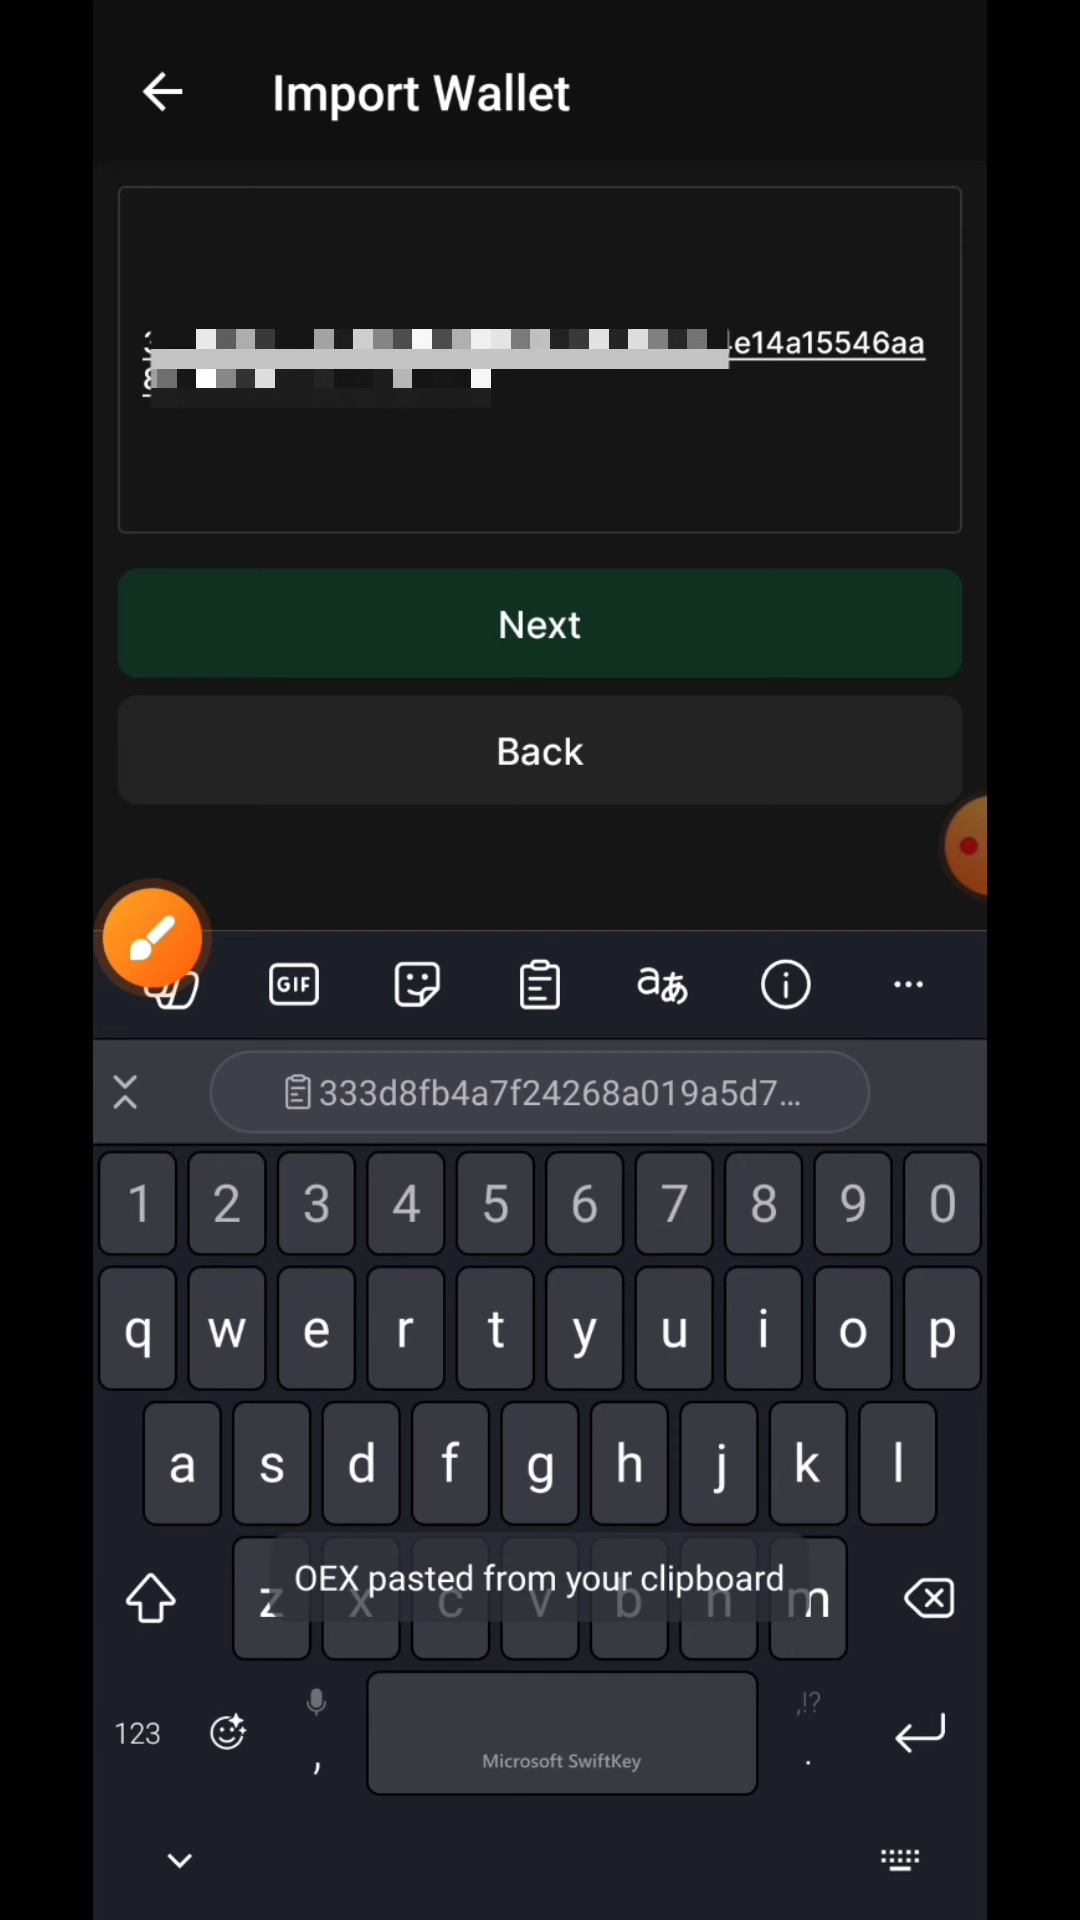 Import Wallet
e14a15546aa
Next
Back
GIF
aあ
333d8fb4a7f24268a019a5d7...
1 2 3 4 5 6 7 8 9 0
q w e r t y u i o p
a s d f g h j k l
OEX pasted from your clipboard
z x c v b n m
123 , Microsoft SwiftKey ,!? .